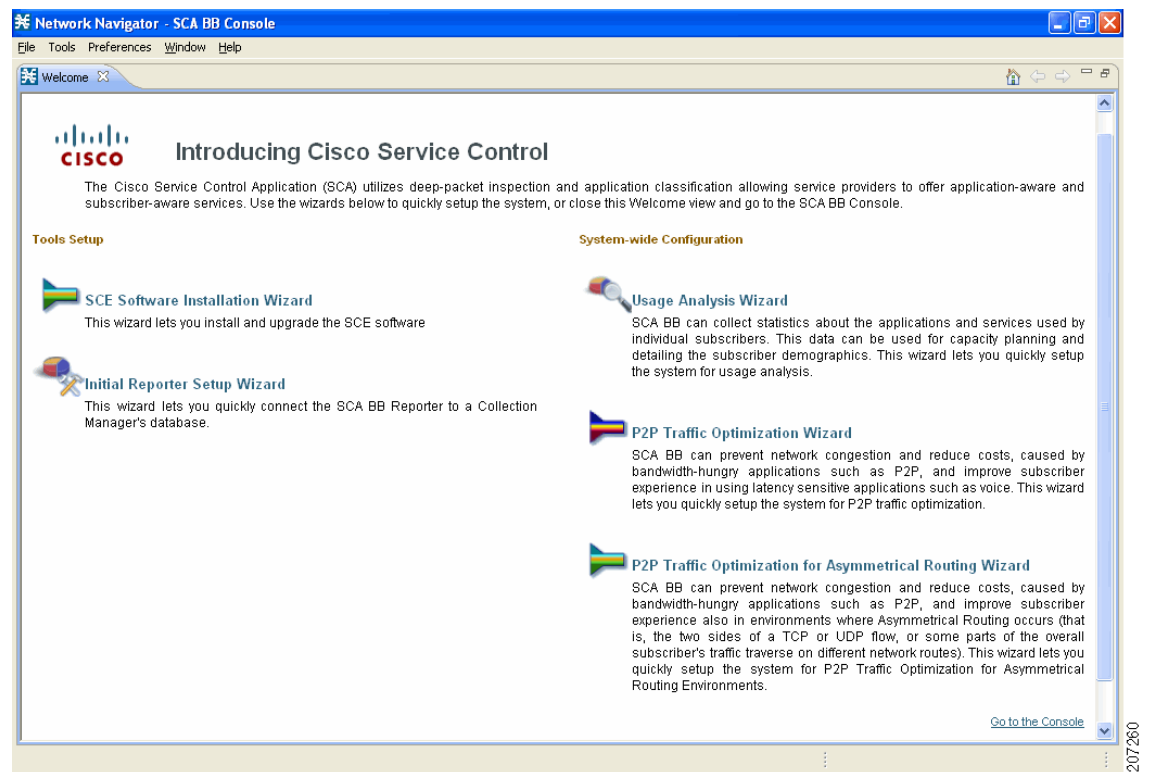 Network Navigator - SCA BB Console
File Tools Preferences Window Help
Welcome
CISCO
Introducing Cisco Service Control
The Cisco Service Control Application (SCA) utilizes deep-packet inspection and application classification allowing service providers to offer application-aware and
subscriber-aware services. Use the wizards below to quickly setup the system, or close this Welcome view and go to the SCA BB Console.
Tools Setup
SCE Software Installation Wizard
This wizard lets you install and upgrade the SCE software
Initial Reporter Setup Wizard
This wizard lets you quickly connect the SCA BB Reporter to a Collection
Manager's database.
System-wide Configuration
Usage Analysis Wizard
SCA BB can collect statistics about the applications and services used by
individual subscribers. This data can be used for capacity planning and
detailing the subscriber demographics. This wizard lets you quickly setup
the system for usage analysis.
P2P Traffic Optimization Wizard
SCA BB can prevent network congestion and reduce costs, caused by
bandwidth-hungry applications such as P2P, and improve subscriber
experience in using latency sensitive applications such as voice. This wizard
lets you quickly setup the system for P2P traffic optimization.
P2P Traffic Optimization for Asymmetrical Routing Wizard
SCA BB can prevent network congestion and reduce costs, caused by
bandwidth-hungry applications such as P2P, and improve subscriber
experience also in environments where Asymmetrical Routing occurs (that
is, the two sides of a TCP or UDP flow, or some parts of the overall
subscriber's traffic traverse on different network routes). This wizard lets you
quickly setup the system for P2P Traffic Optimization for Asymmetrical
Routing Environments.
Go to the Console
207260